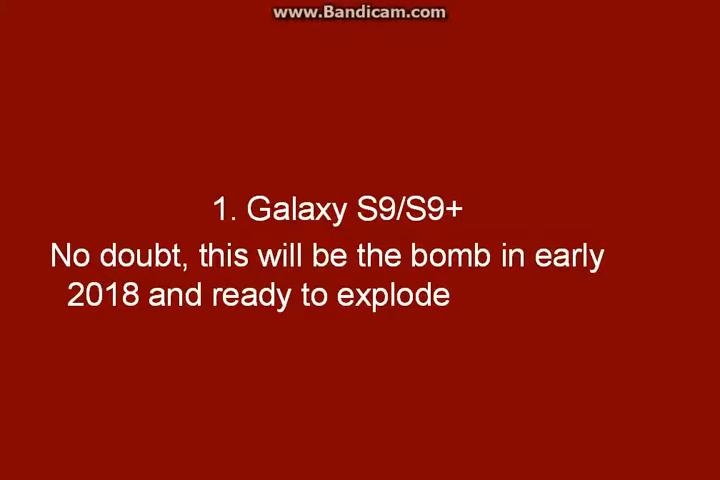 www.Bandicam.com
1. Galaxy S9/S9+
No doubt, this will be the bomb in early
2018 and ready to explode